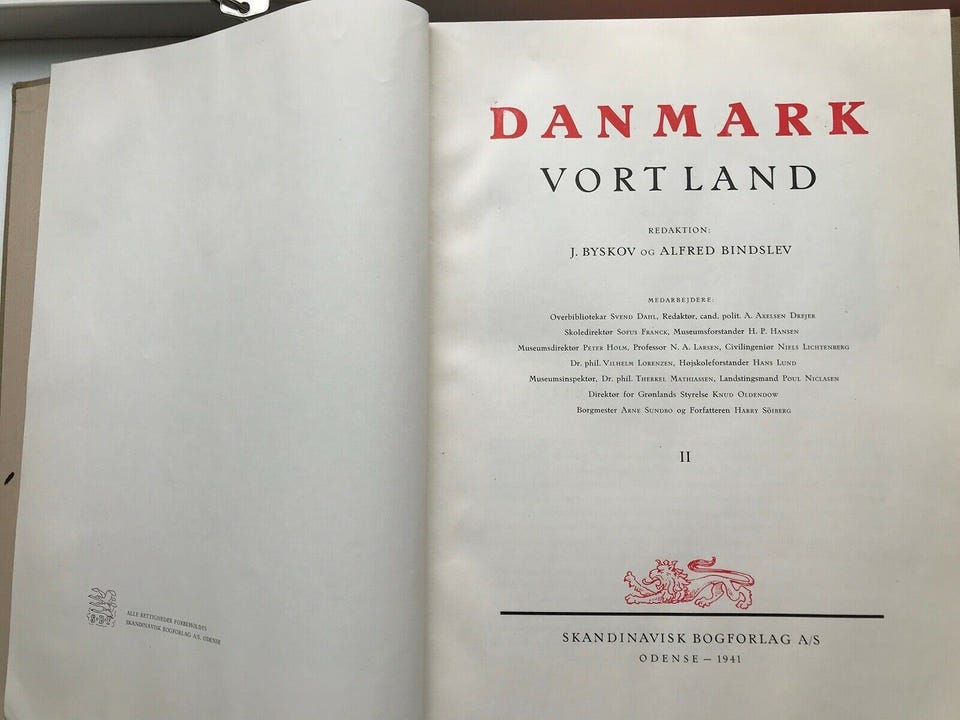 ALLE RETTIGHEDER FORBEHOLDES
SKANDINAVISK BOGFORLAG A/S, ODENSE
DANMARK
VORT LAND
REDAKTION:
J. BYSKOV OG ALFRED BINDSLEV
MEDARBEJDERE:
Overbibliotekar SVEND DAHL, Redaktør, cand. polit. A. AXELSEN DREJER
Skoledirektør SOFUS FRANCK, Museumsforstander H. P. HANSEN
Museumsdirektør PETER HOLM, Professor N. A. LARSEN, Civilingeniør NIELS LICHTENBERG
Dr. phil. VILHELM LORENZEN, Højskoleforstander HANS LUND
Museumsinspektør, Dr. phil. THERKEL MATHIASSEN, Landstingsmand POUL NICLASEN
Direktør for Grønlands Styrelse KNUD OLDENDOW
Borgmester ARNE SUNDBO og Forfatteren HARRY SÖIBERG
II
SKANDINAVISK BOGFORLAG A/S
ODENSE – 1941